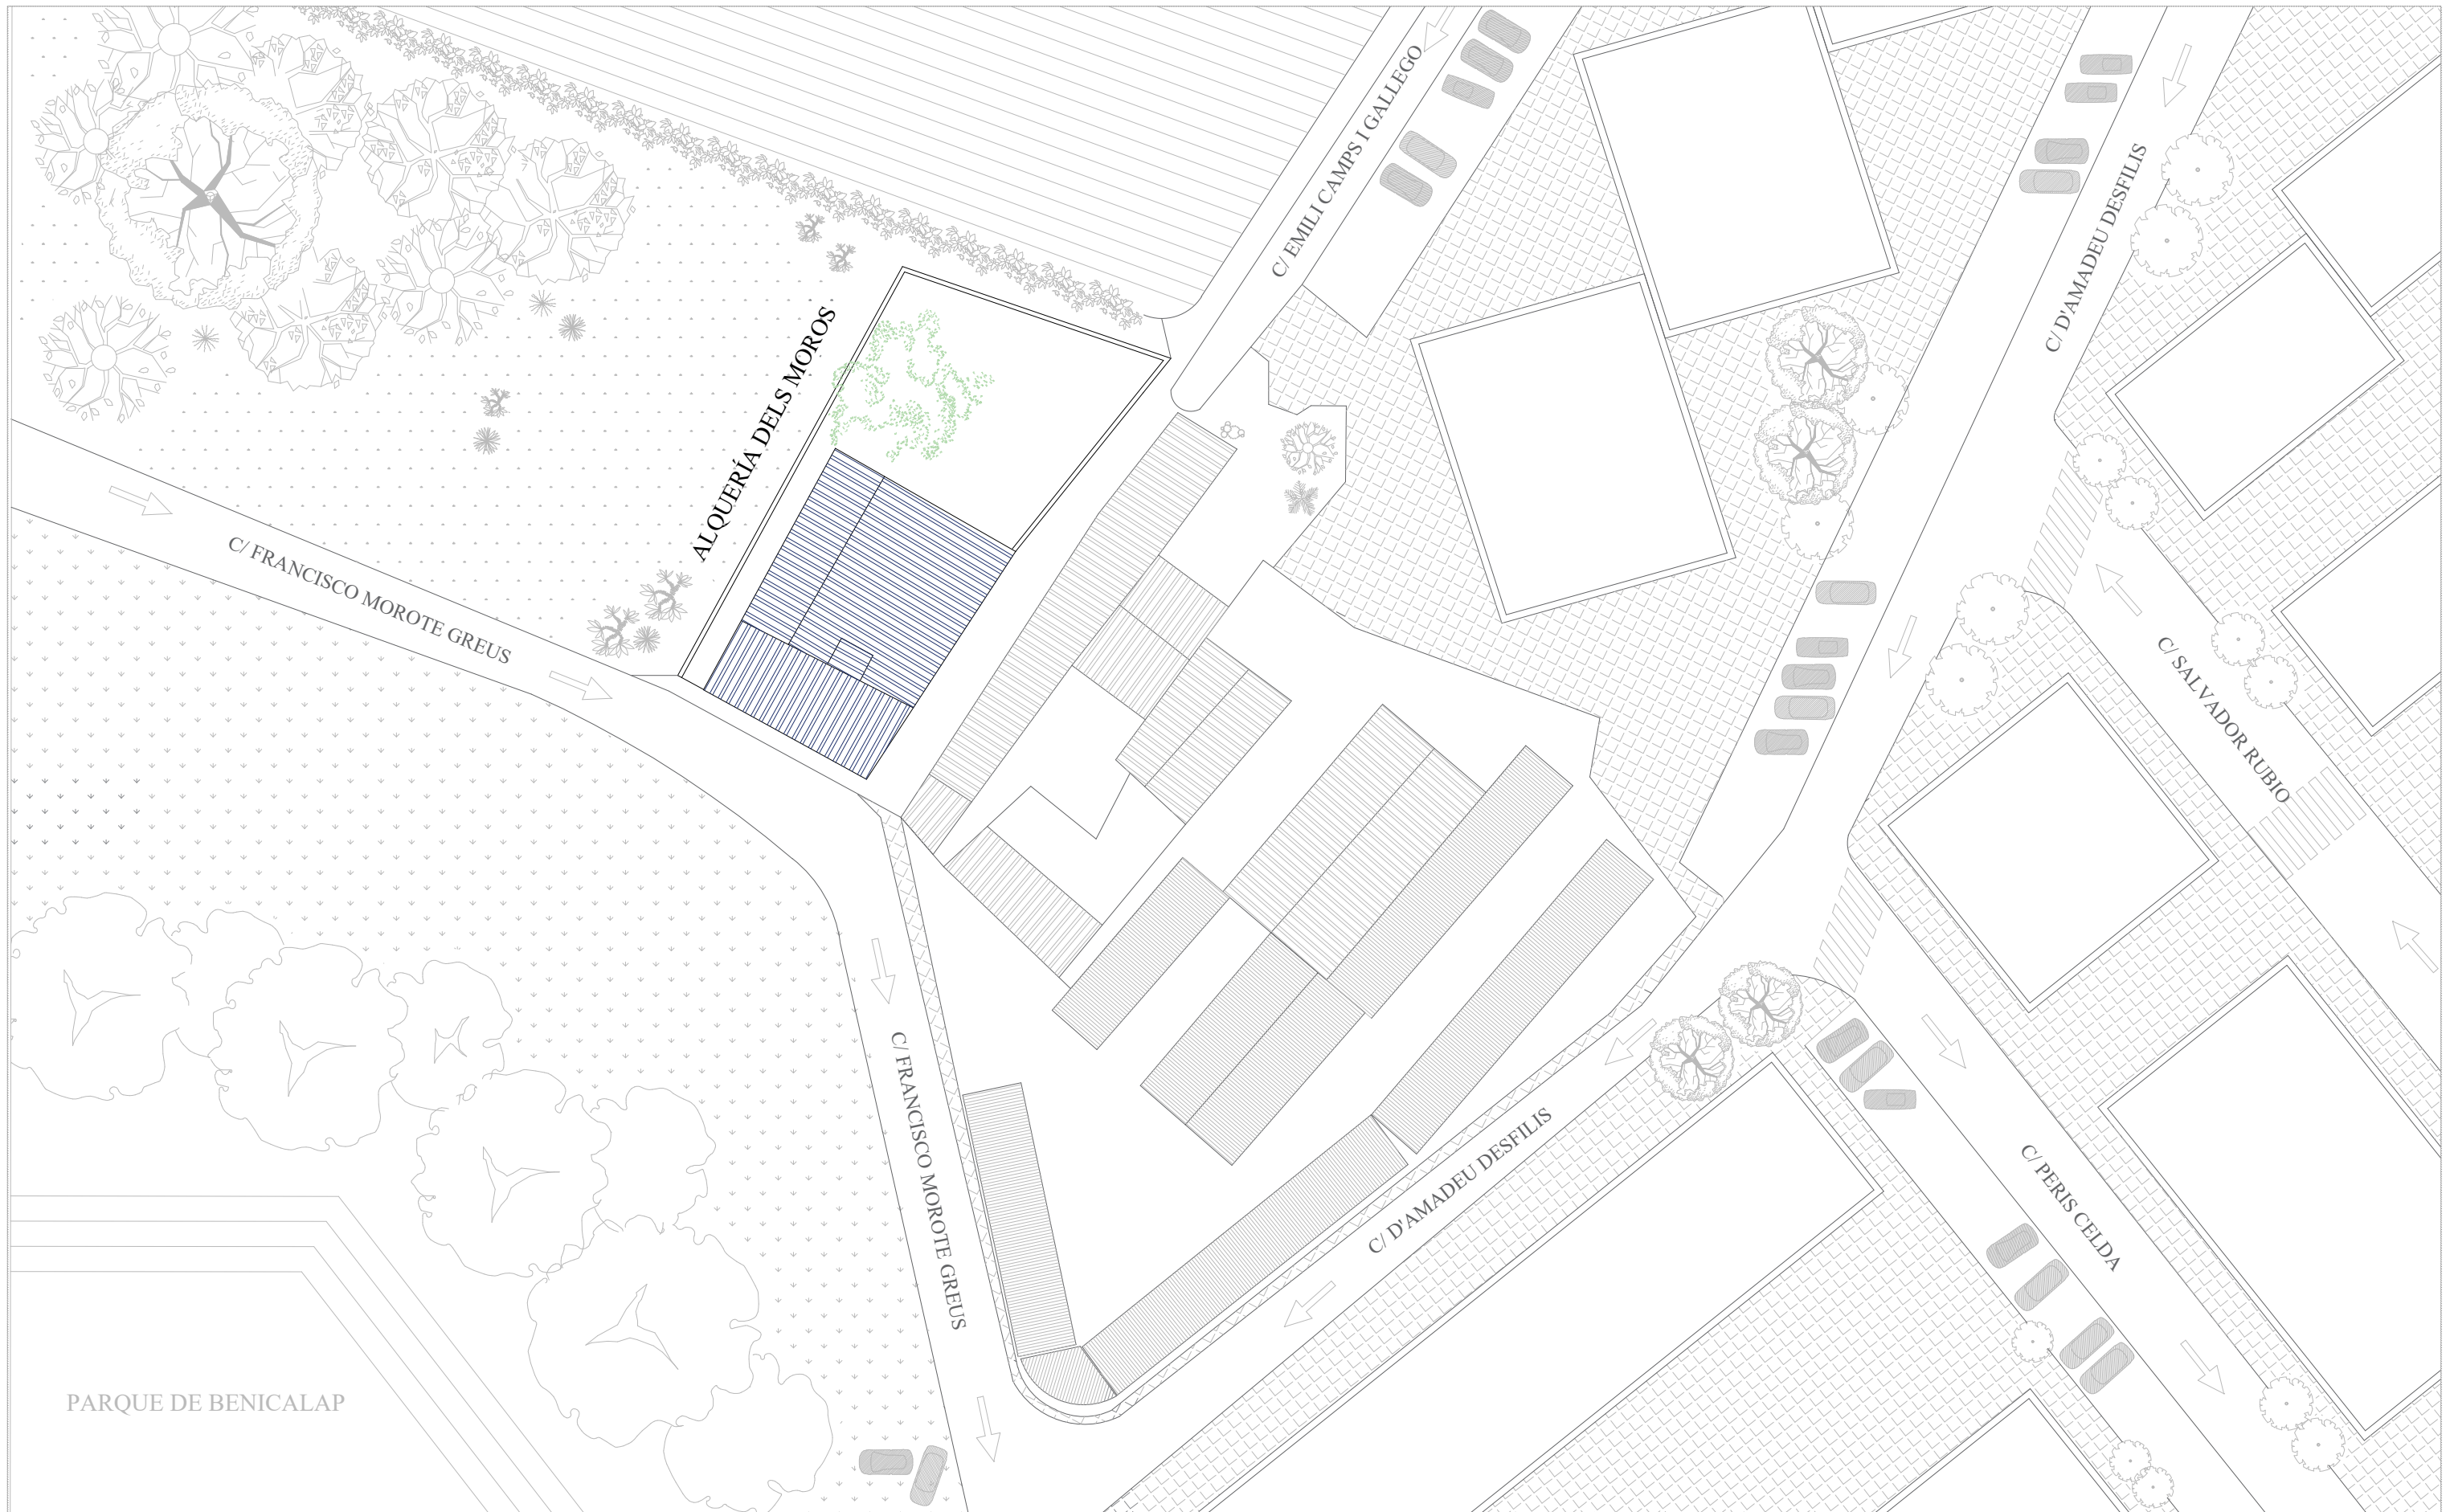 C/ EMILI CAMPS I GALLEGO
C/ D'AMADEU DESFILIS
ALQUERÍA DELS MOROS
C/ FRANCISCO MOROTE GREUS
C/ SALVADOR RUBIO
C/ FRANCISCO MOROTE GREUS
C/ D'AMADEU DESFILIS
C/ PERIS CELDA
PARQUE DE BENICALAP